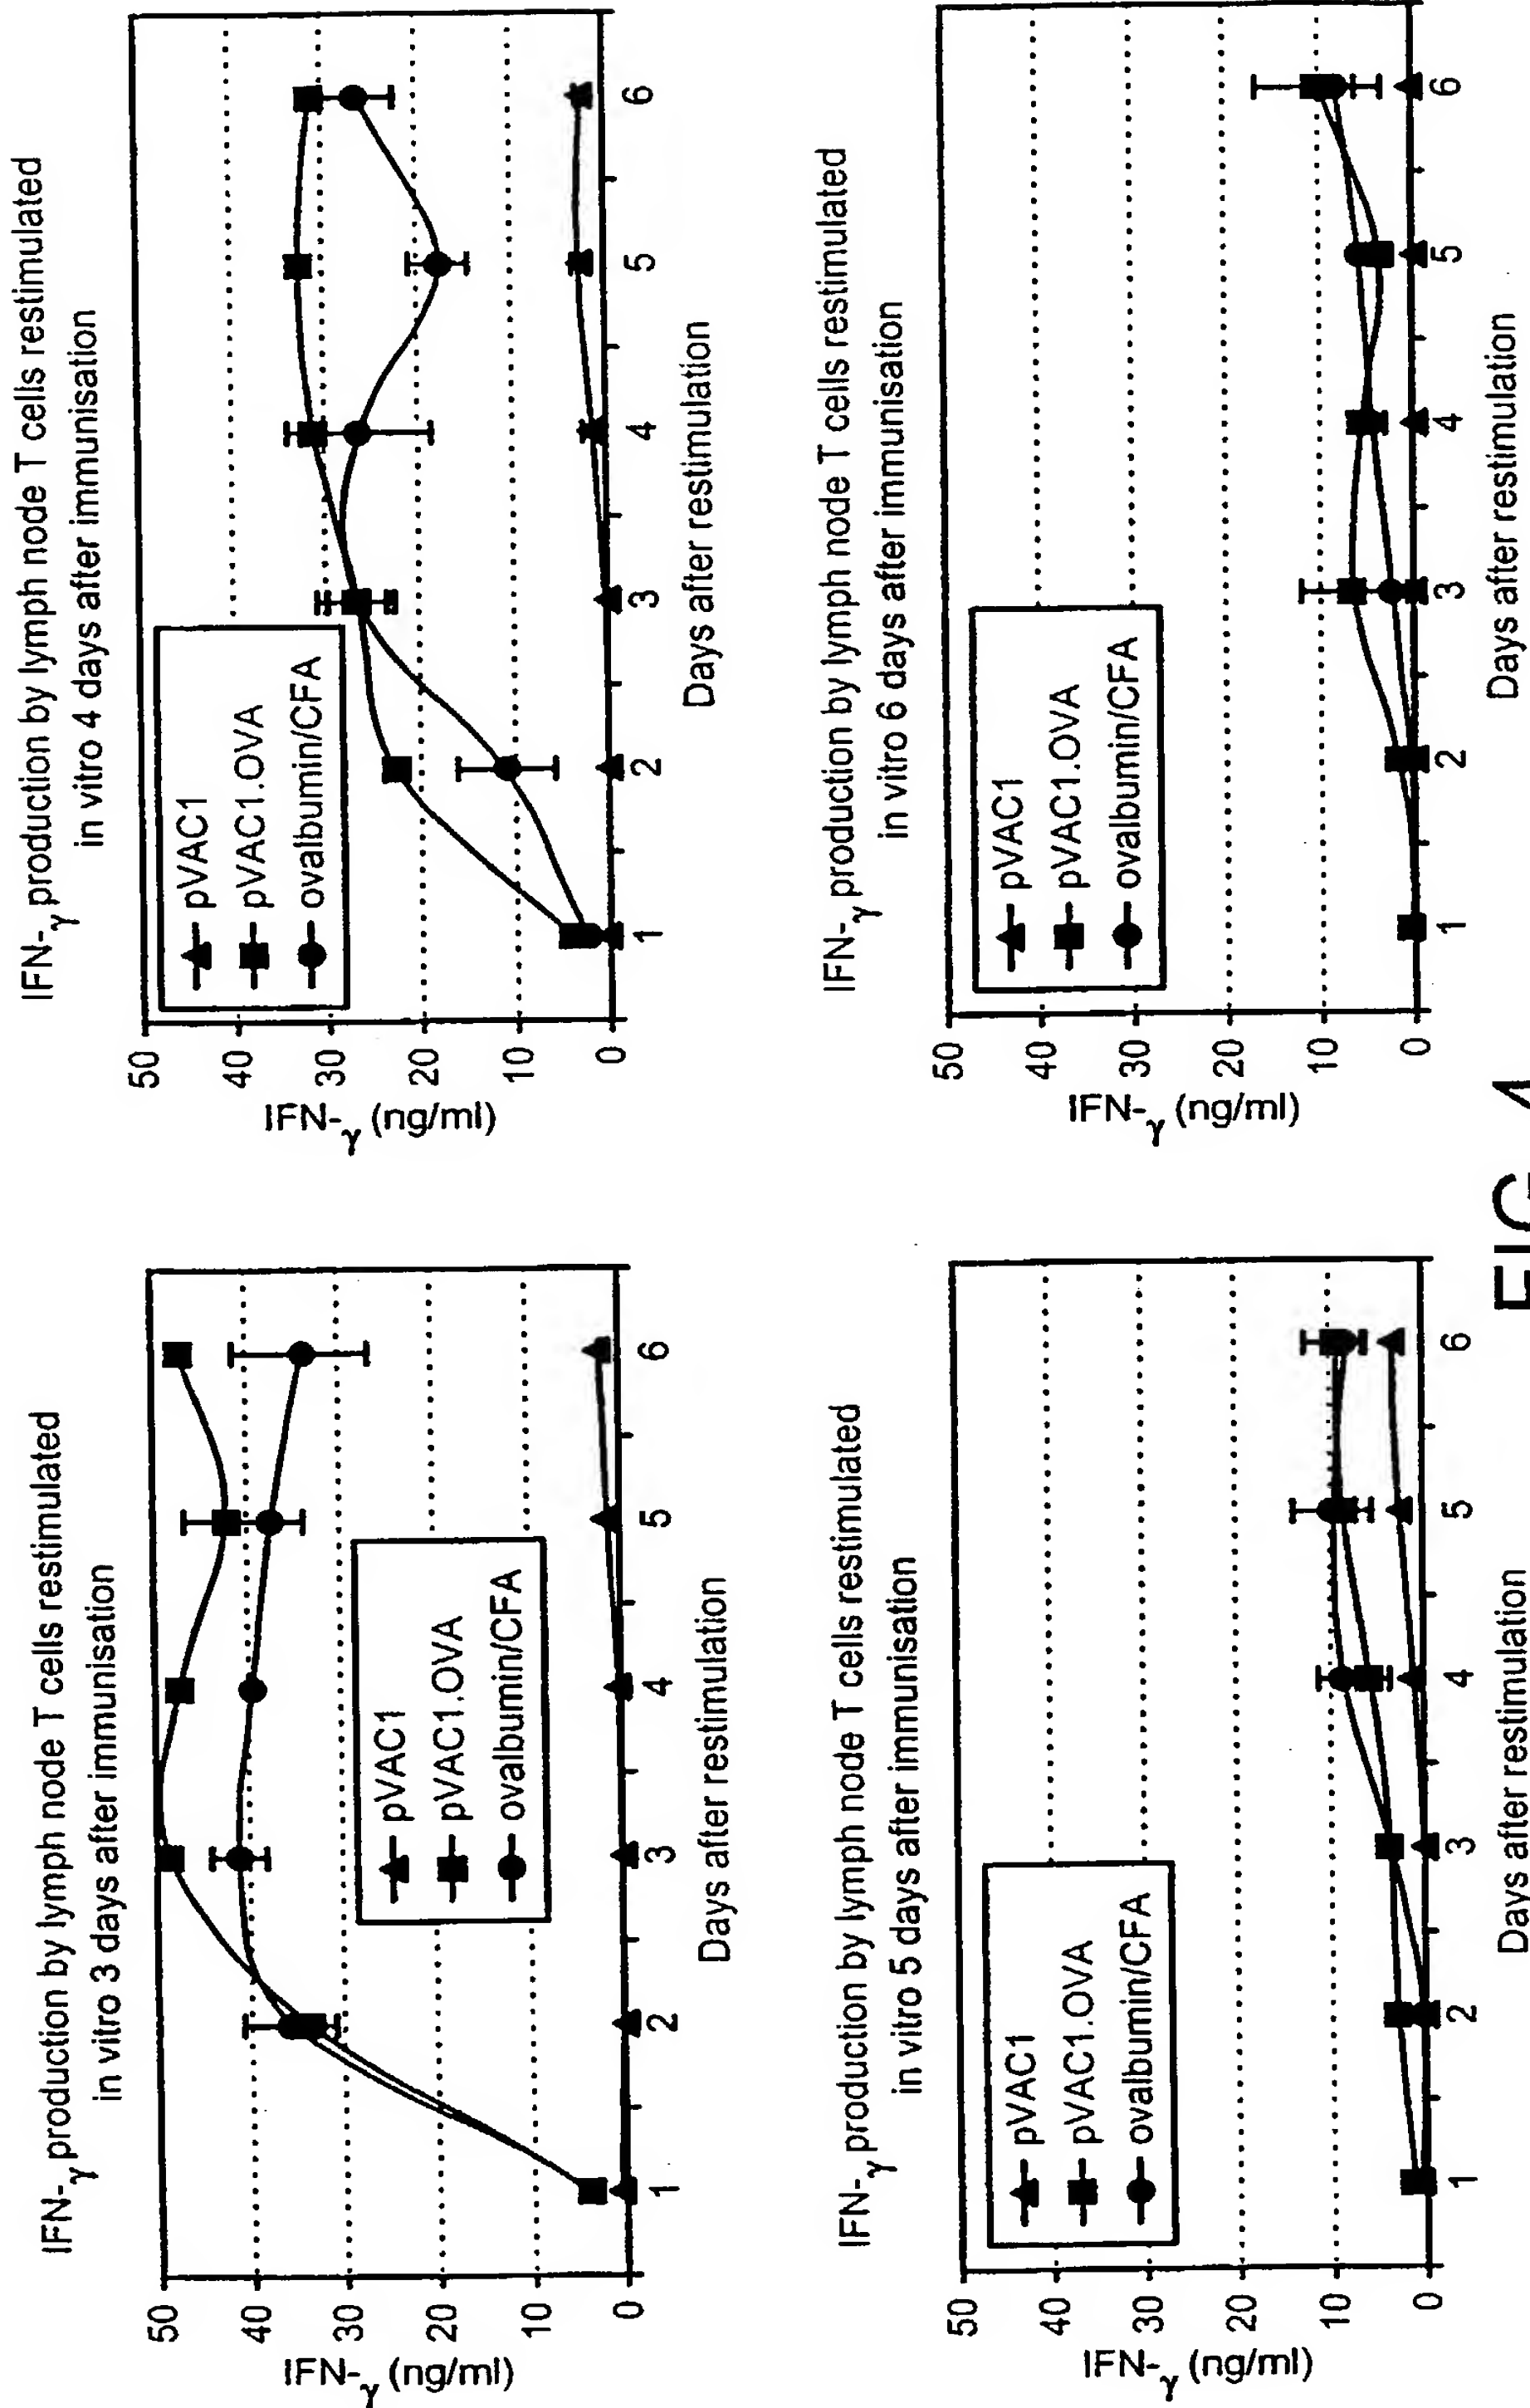 IFN-γ production by lymph node T cells restimulated
in vitro 3 days after immunisation
50
40
30
20
10
0
IFN-γ (ng/ml)
pVAC1
pVAC1.OVA
ovalbumin/CFA
1 2 3 4 5 6
Days after restimulation
IFN-γ production by lymph node T cells restimulated
in vitro 4 days after immunisation
50
40
30
20
10
0
IFN-γ (ng/ml)
pVAC1
pVAC1.OVA
ovalbumin/CFA
1 2 3 4 5 6
Days after restimulation
IFN-γ production by lymph node T cells restimulated
in vitro 5 days after immunisation
50
40
30
20
10
0
IFN-γ (ng/ml)
pVAC1
pVAC1.OVA
ovalbumin/CFA
1 2 3 4 5 6
Days after restimulation
IFN-γ production by lymph node T cells restimulated
in vitro 6 days after immunisation
50
40
30
20
10
0
IFN-γ (ng/ml)
pVAC1
pVAC1.OVA
ovalbumin/CFA
1 2 3 4 5 6
Days after restimulation